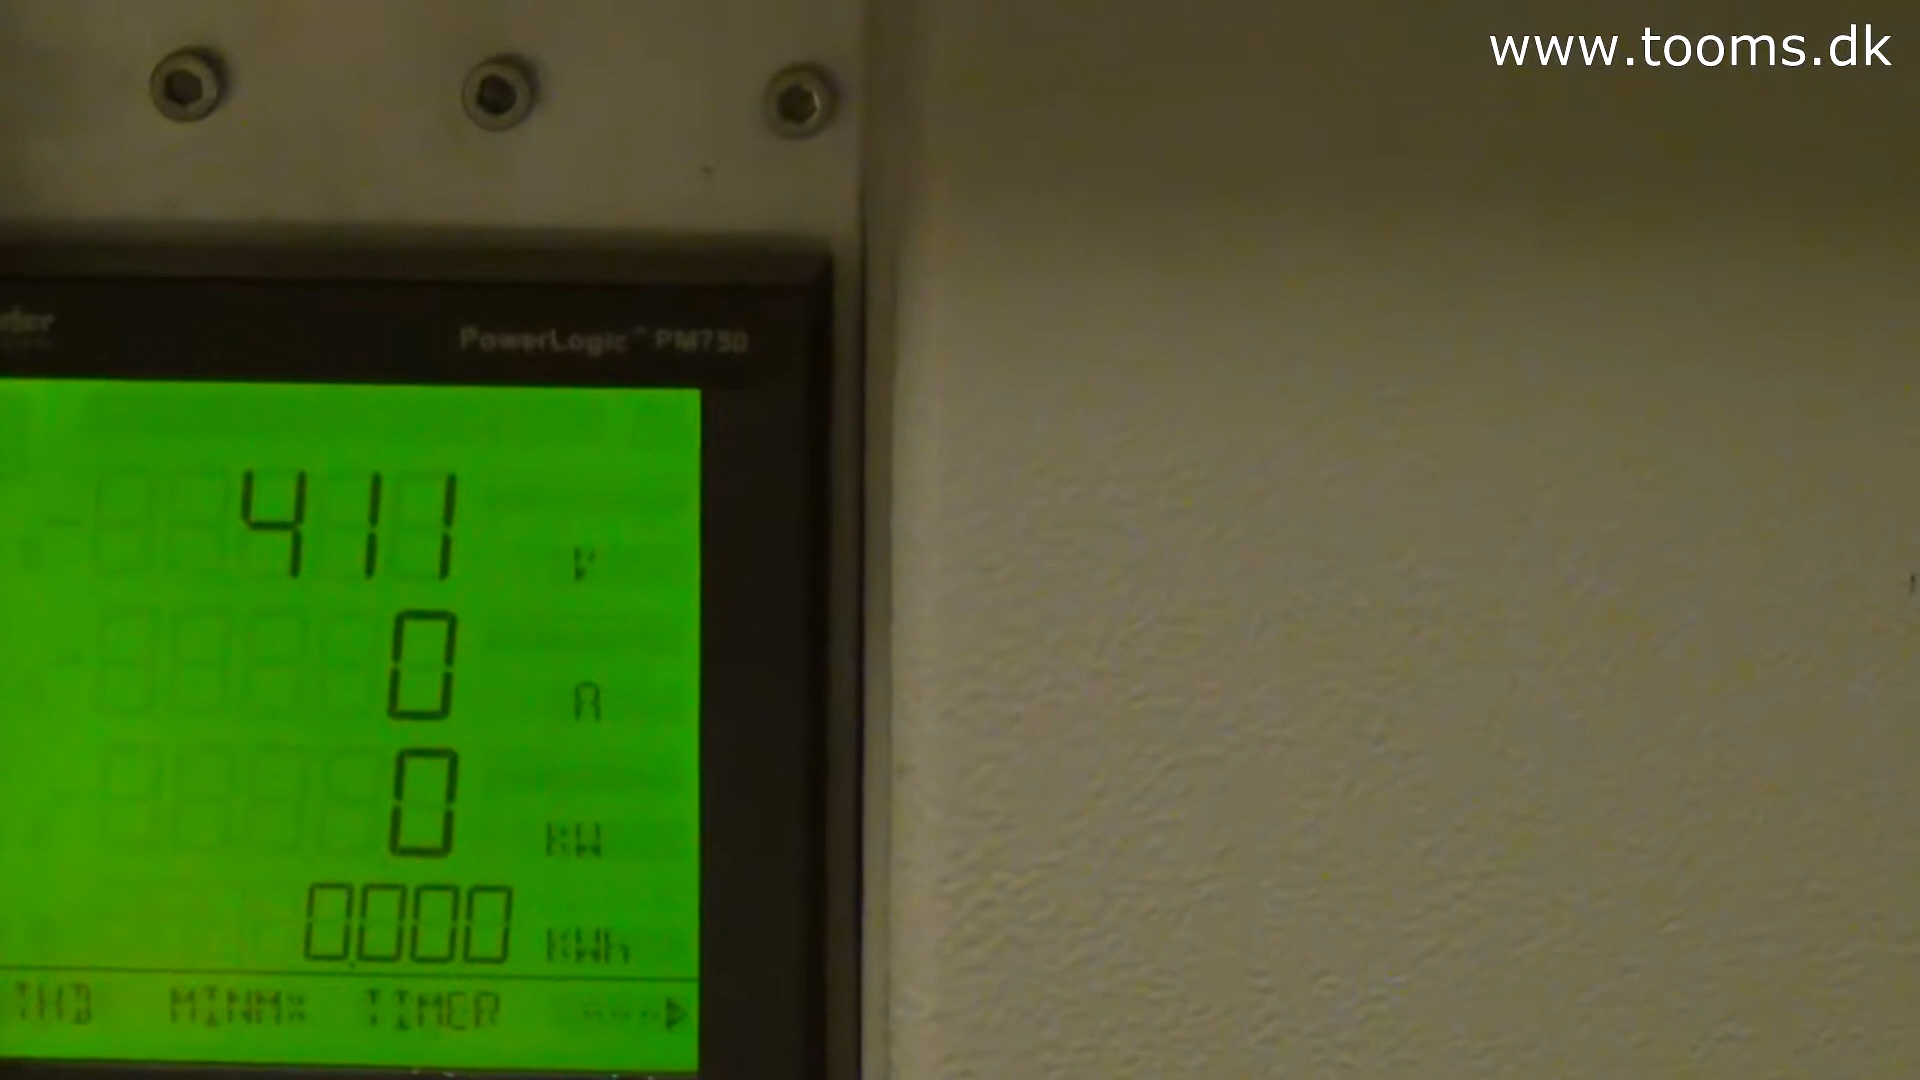 www.tooms.dk
PowerLogic™ PM750
411 V
0 A
0 KW
0.000 KWh
THD MINMX TIMER